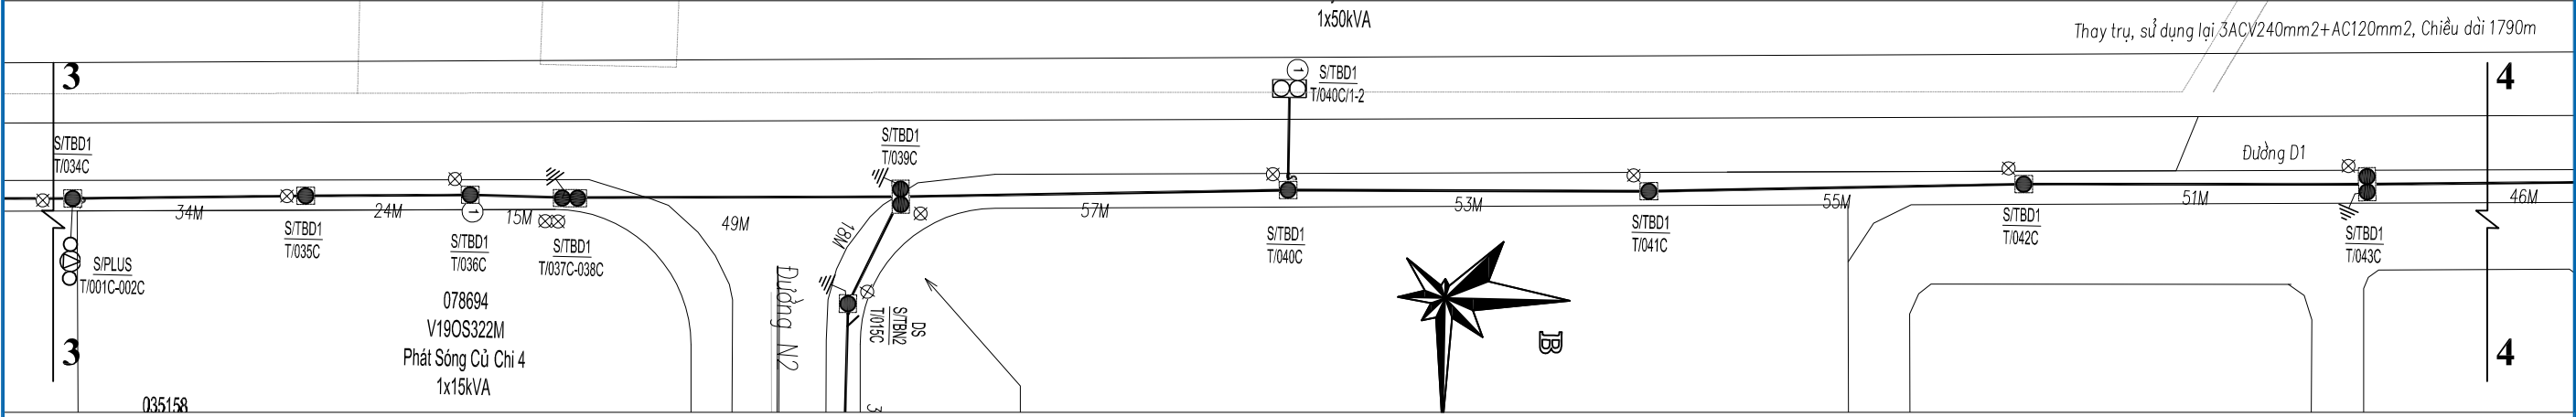 1x50kVA
Thay trụ, sử dụng lại 3ACV240mm2+AC120mm2, Chiều dài 1790m
3
4
S/TBD1
T/040C/1-2
1
S/TBD1
T/034C
S/TBD1
T/039C
Đường D1
34M
24M
15M
49M
57M
53M
55M
51M
46M
18M
1
S/TBD1
T/035C
S/TBD1
T/036C
S/TBD1
T/037C-038C
S/TBD1
T/040C
S/TBD1
T/041C
S/TBD1
T/042C
S/TBD1
T/043C
S/PLUS
T/001C-002C
078694
V19OS322M
Phát Sóng Củ Chi 4
1x15kVA
Đường N2
DS
S/TBN2
T/015C
B
3
4
035158
3